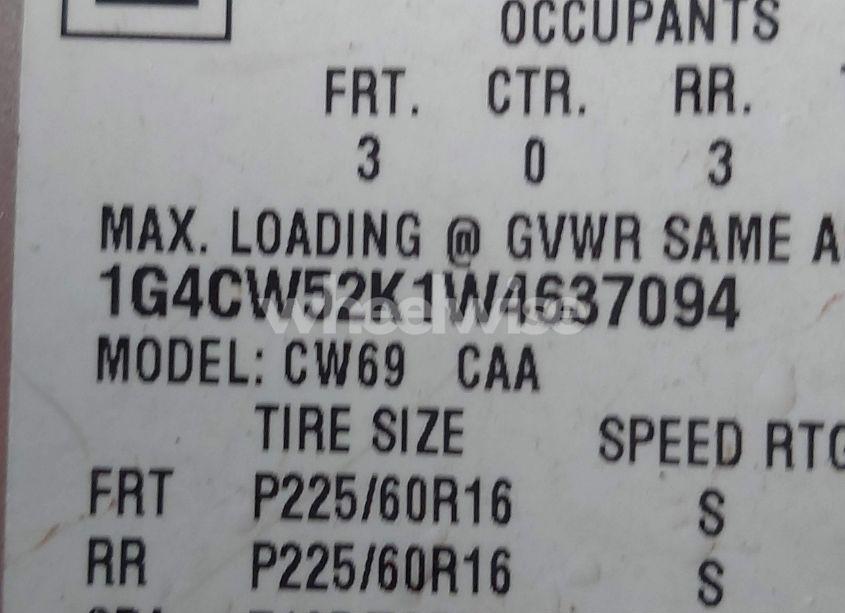 OCCUPANTS
FRT. CTR. RR.
3 0 3
MAX. LOADING @ GVWR SAME A
1G4CW52K1W4637094
wheelwise
MODEL: CW69 CAA
TIRE SIZE SPEED RTG
FRT P225/60R16 S
RR P225/60R16 S